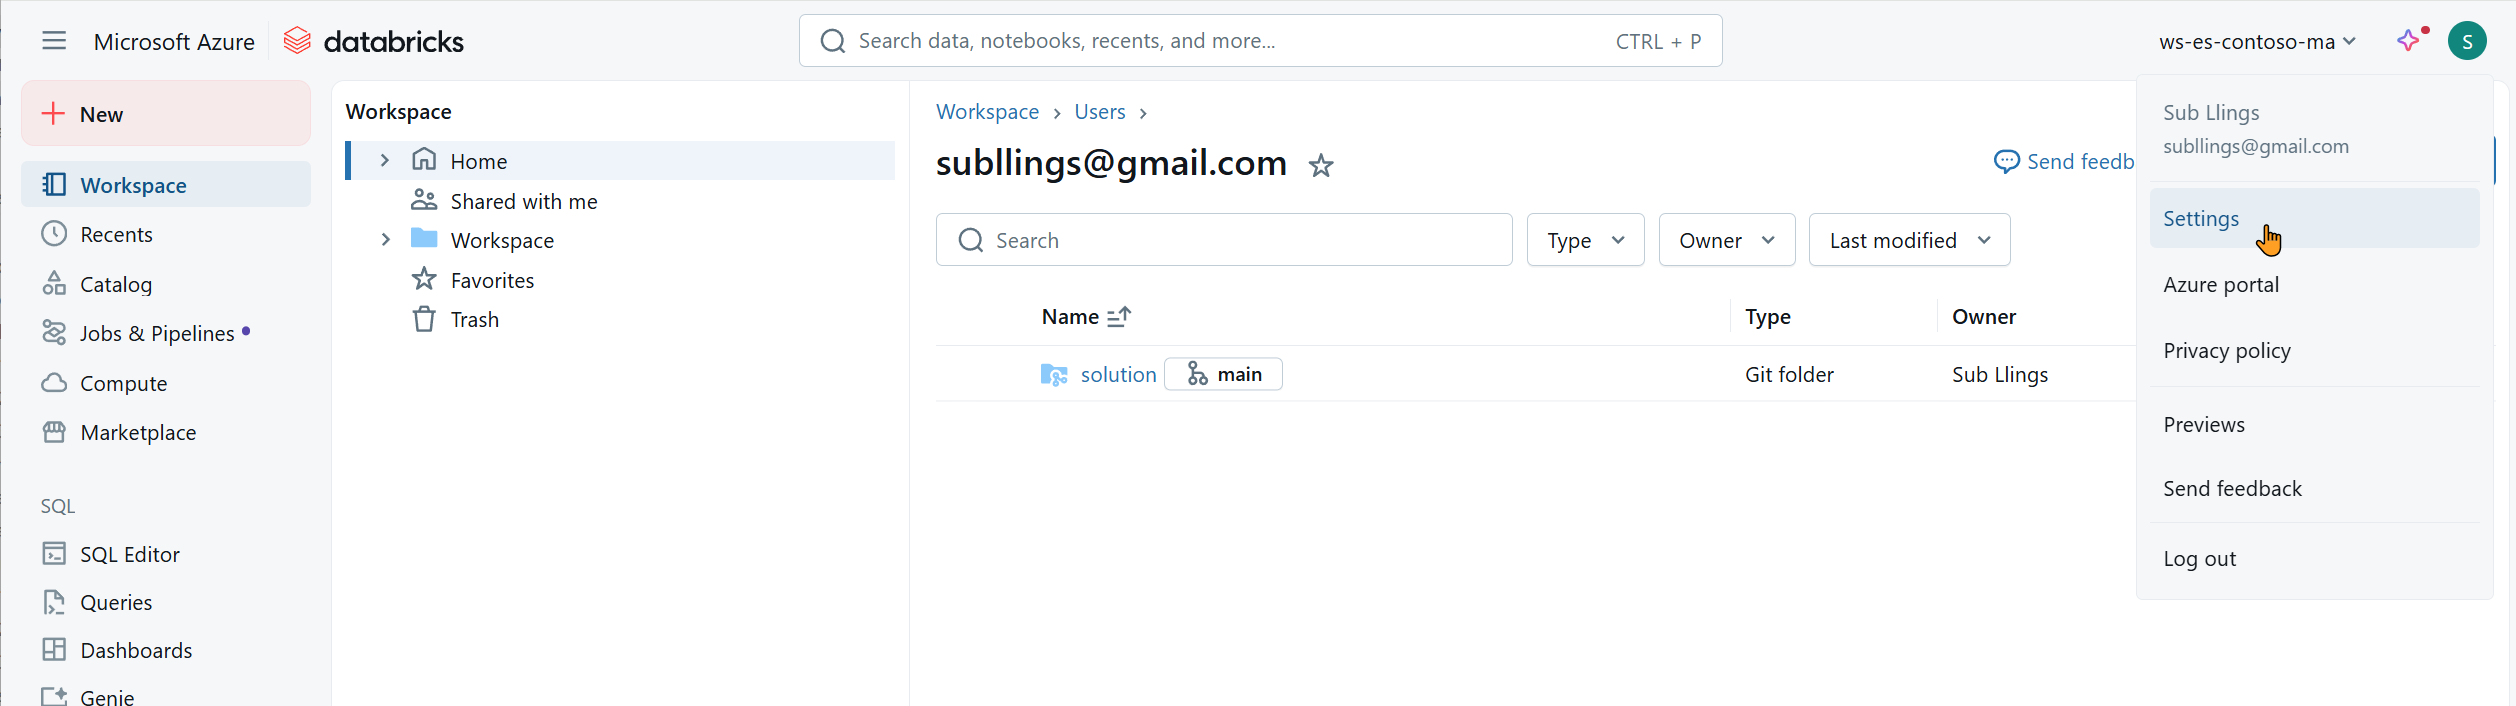 Microsoft Azure
databricks
Search data, notebooks, recents, and more...
CTRL + P
ws-es-contoso-ma
S
New
Workspace
Recents
Catalog
Jobs & Pipelines
Compute
Marketplace
SQL
SQL Editor
Queries
Dashboards
Genie
Workspace
Home
Shared with me
Workspace
Favorites
Trash
Workspace > Users >
subllings@gmail.com
Send feedb
Search
Type
Owner
Last modified
Name
Type
Owner
solution
main
Git folder
Sub Llings
Sub Llings
subllings@gmail.com
Settings
Azure portal
Privacy policy
Previews
Send feedback
Log out